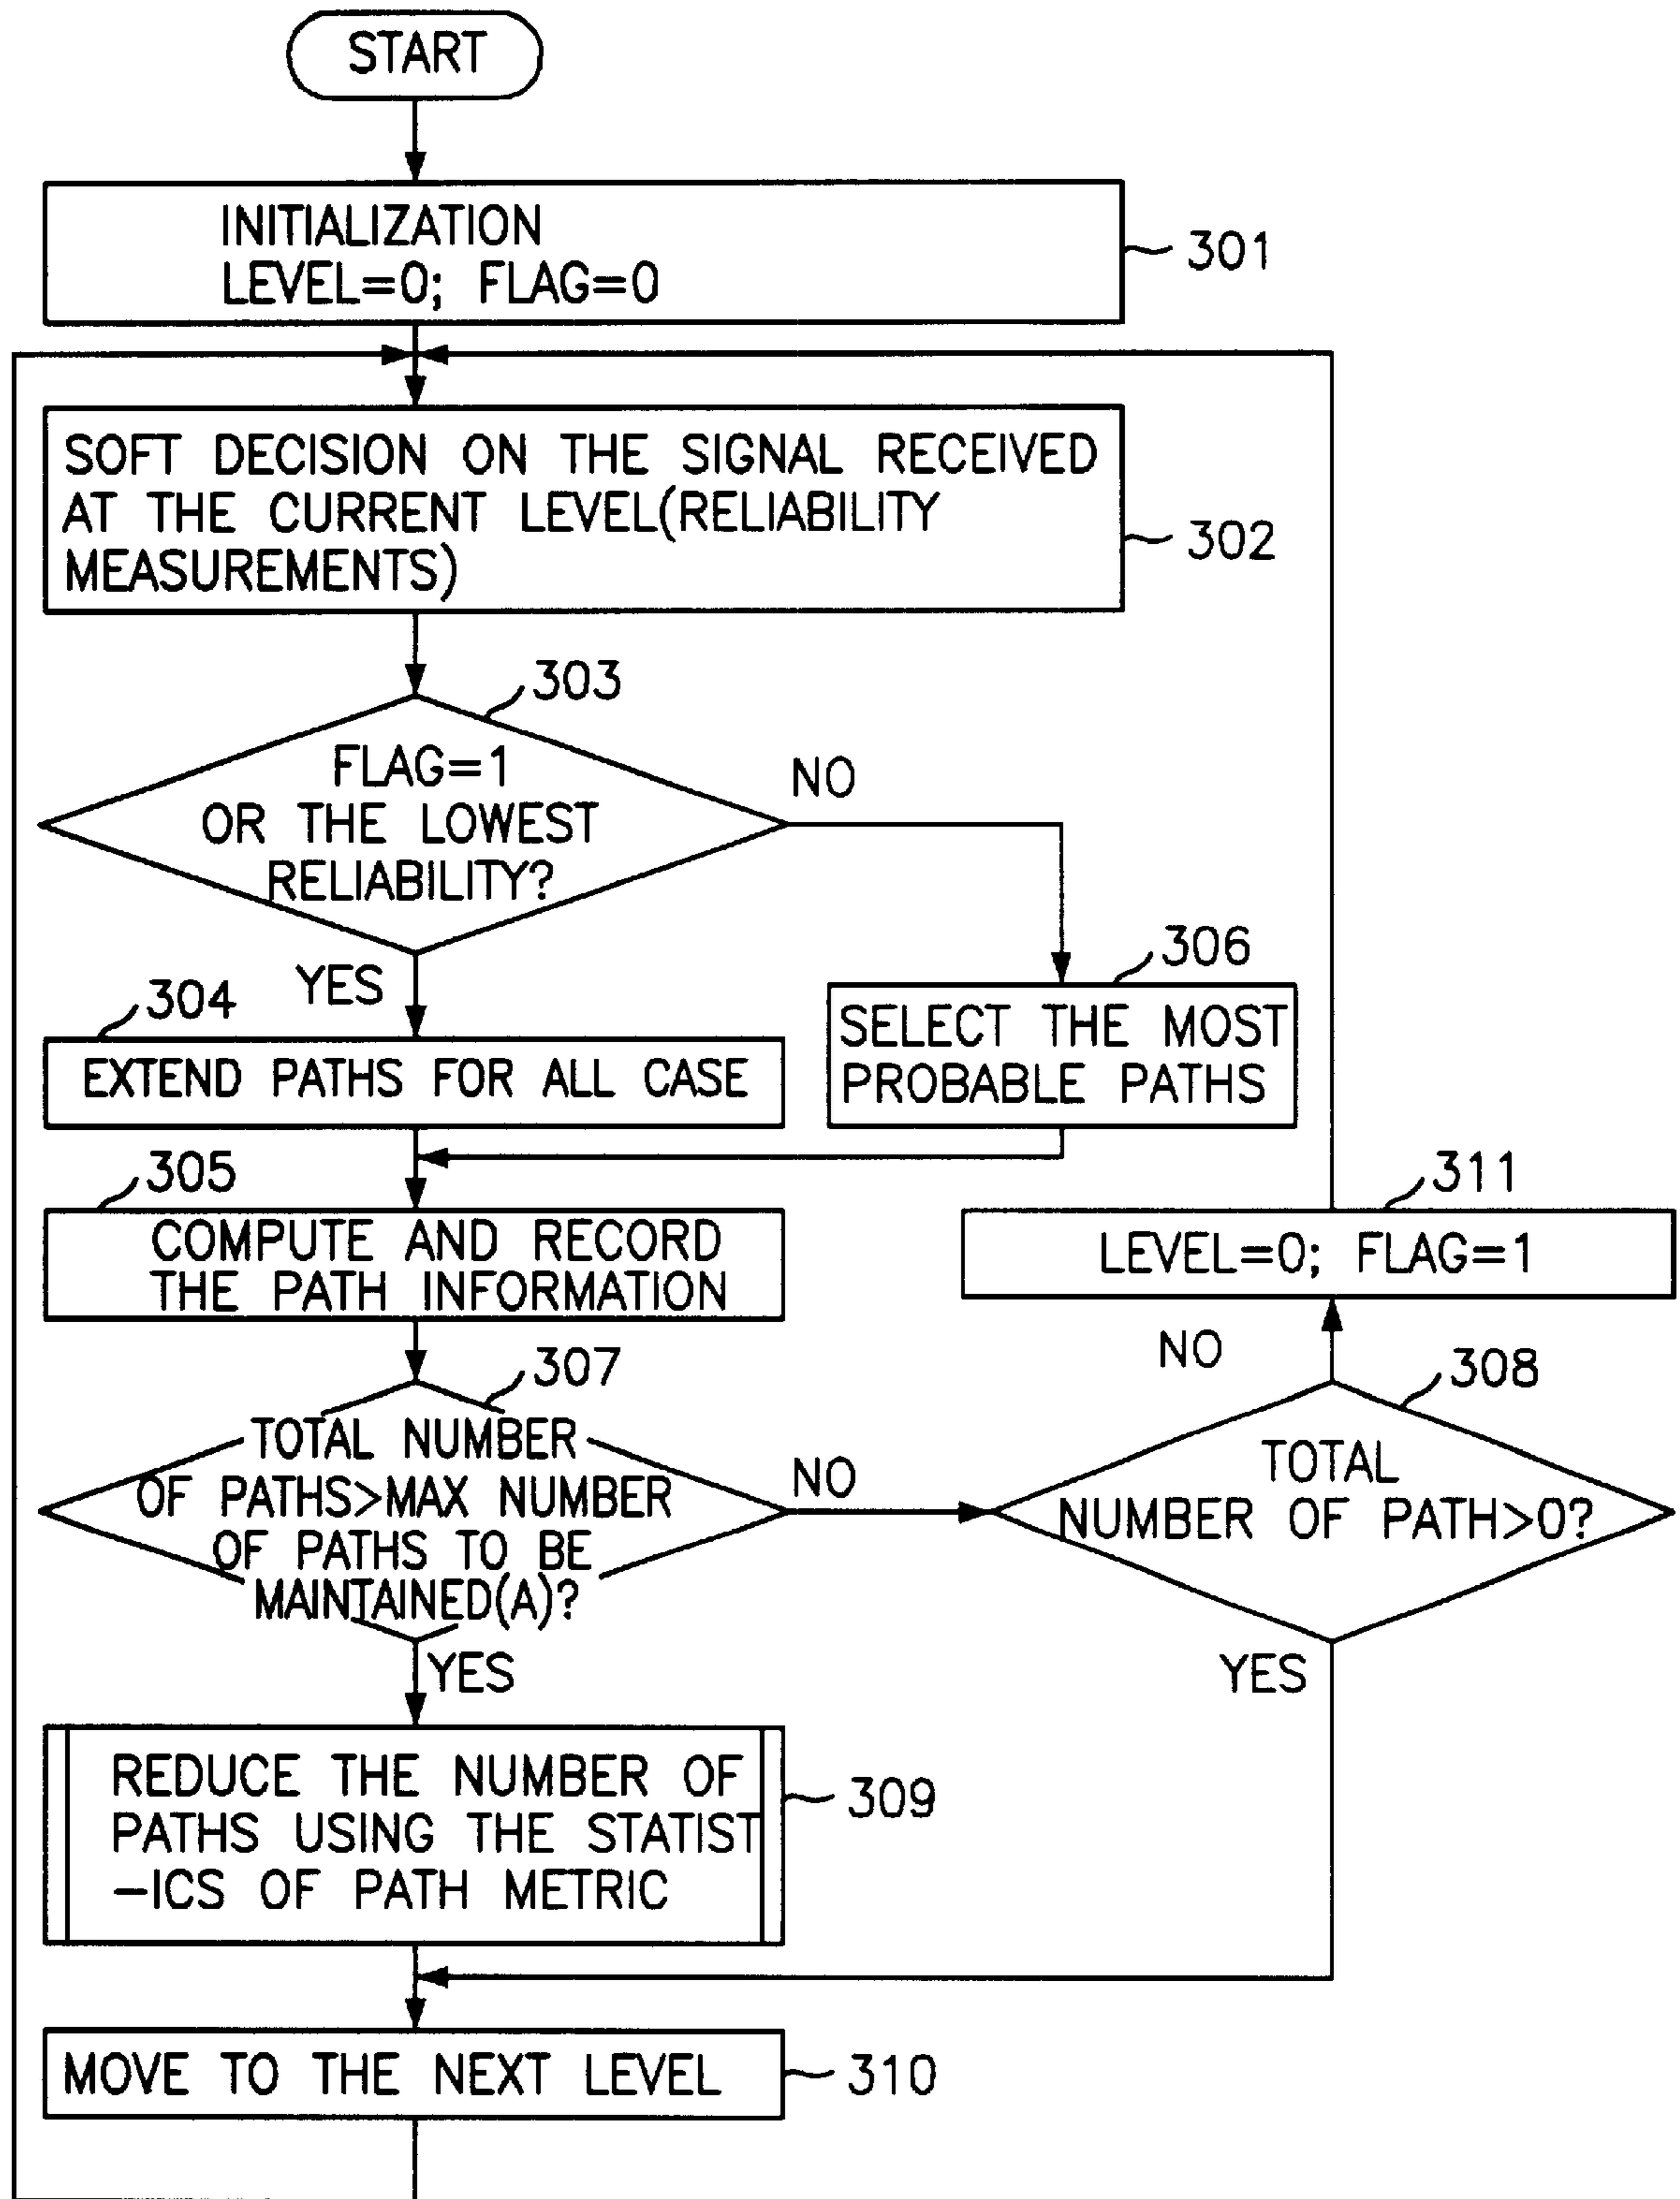 START
INITIALIZATION
LEVEL=0; FLAG=0
301
SOFT DECISION ON THE SIGNAL RECEIVED
AT THE CURRENT LEVEL(RELIABILITY
MEASUREMENTS)
302
303
FLAG=1
OR THE LOWEST
RELIABILITY?
NO
YES
304
EXTEND PATHS FOR ALL CASE
306
SELECT THE MOST
PROBABLE PATHS
305
COMPUTE AND RECORD
THE PATH INFORMATION
311
LEVEL=0; FLAG=1
NO
307
TOTAL NUMBER
OF PATHS>MAX NUMBER
OF PATHS TO BE
MAINTAINED(A)?
NO
308
TOTAL
NUMBER OF PATH>0?
YES
YES
REDUCE THE NUMBER OF
PATHS USING THE STATIST
-ICS OF PATH METRIC
309
MOVE TO THE NEXT LEVEL
310